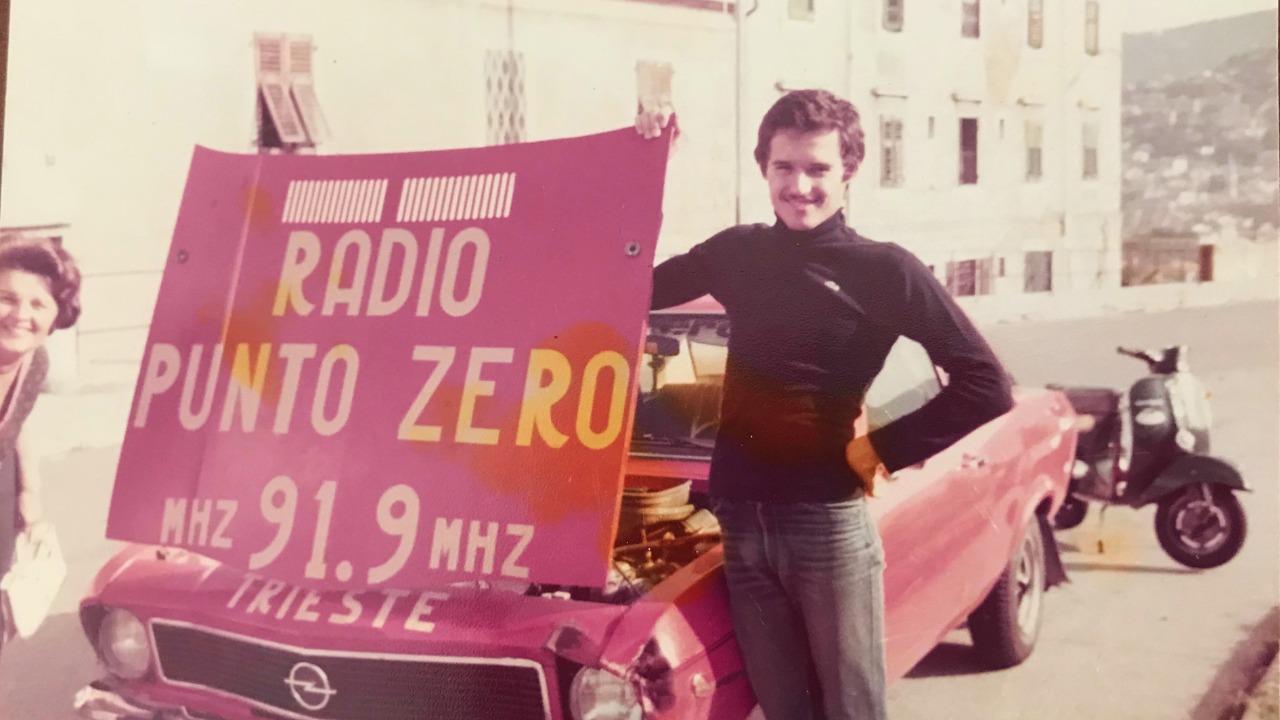 RADIO
PUNTO ZERO
MHZ 91.9 MHZ
TRIESTE